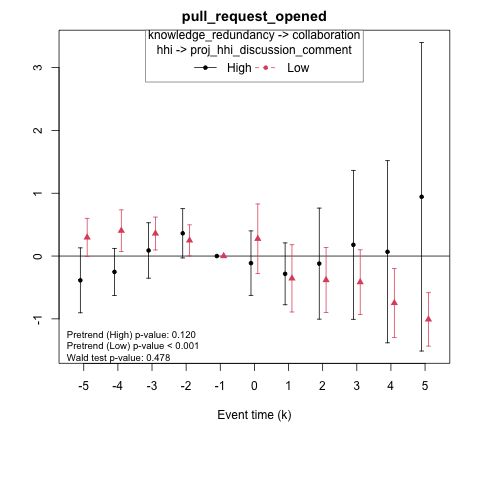 pull_request_opened
knowledge_redundancy -> collaboration
hhi -> proj_hhi_discussion_comment
High Low
3
2
1
0
-1
Pretrend (High) p-value: 0.120
Pretrend (Low) p-value < 0.001
Wald test p-value: 0.478
-5 -4 -3 -2 -1 0 1 2 3 4 5
Event time (k)